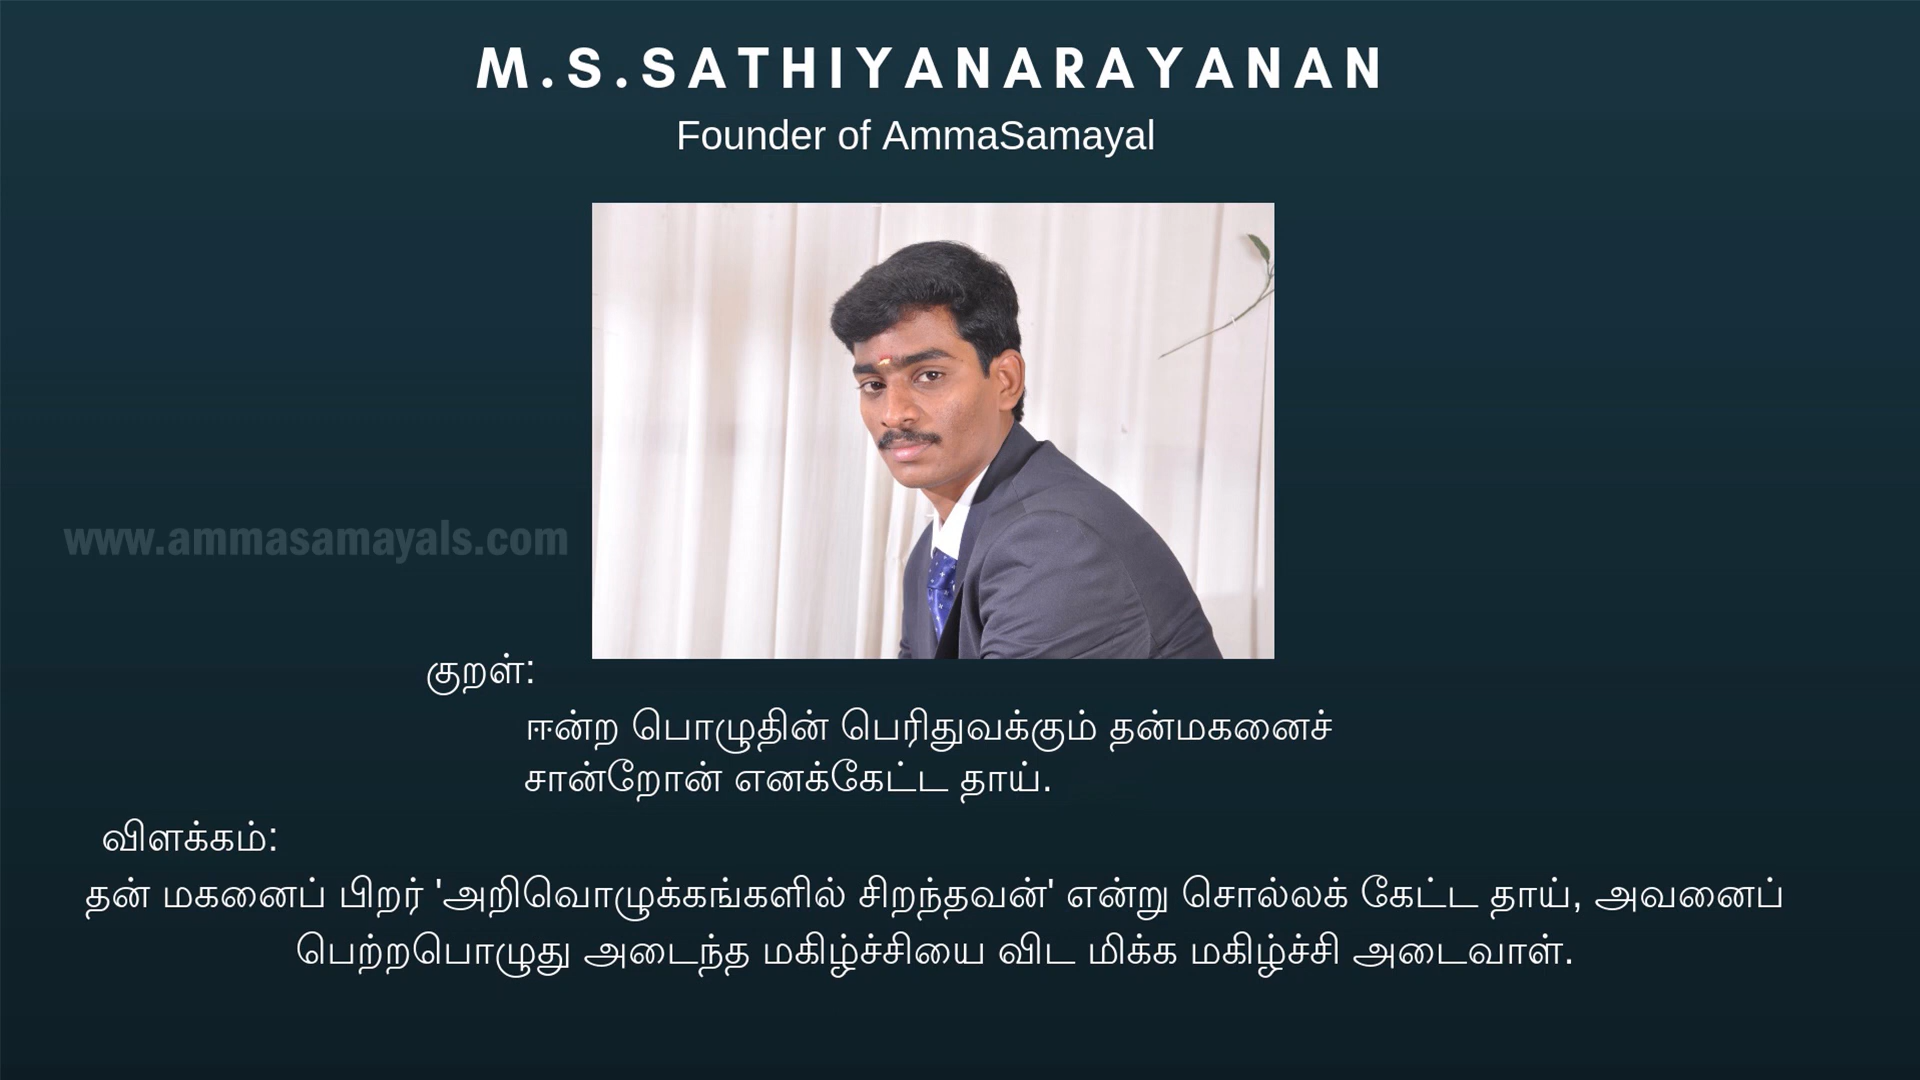 M.S.SATHIYANARAYANAN
Founder of AmmaSamayal
www.ammasamayals.com
குறள்:
ஈன்ற பொழுதின் பெரிதுவக்கும் தன்மகனைச்
சான்றோன் எனக்கேட்ட தாய்.
விளக்கம்:
தன் மகனைப் பிறர் 'அறிவொழுக்கங்களில் சிறந்தவன்' என்று சொல்லக் கேட்ட தாய், அவனைப்
பெற்றபொழுது அடைந்த மகிழ்ச்சியை விட மிக்க மகிழ்ச்சி அடைவாள்.